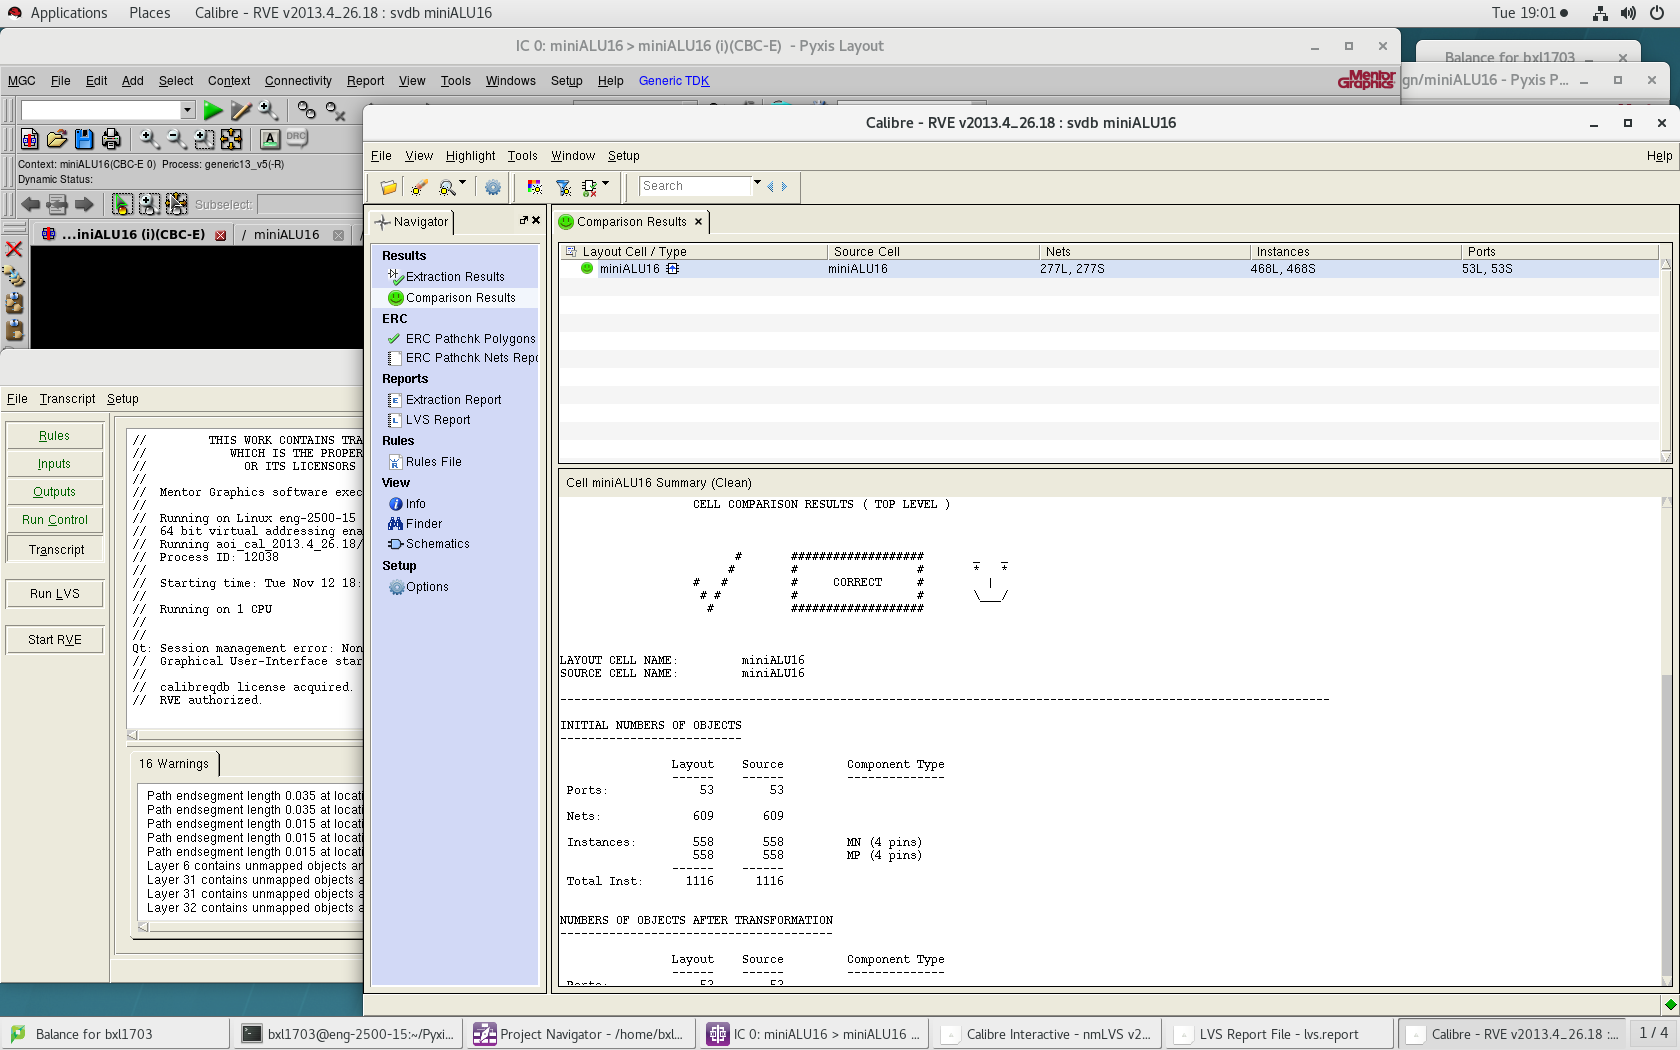 Applications Places Calibre - RVE v2013.4_26.18 : svdb miniALU16 Tue 19:01
IC 0: miniALU16 > miniALU16 (i)(CBC-E) - Pyxis Layout
Balance for bxl1703
MGC File Edit Add Select Context Connectivity Report View Tools Windows Setup Help Generic TDK
Mentor Graphics
gn/miniALU16 - Pyxis P...
Context: miniALU16(CBC-E 0) Process: generic13_v5(-R)
Dynamic Status:
Subselect:
...iniALU16 (i)(CBC-E) / miniALU16
Calibre - RVE v2013.4_26.18 : svdb miniALU16
File View Highlight Tools Window Setup Help
Search
Navigator
Results
Extraction Results
Comparison Results
ERC
ERC Pathchk Polygons
ERC Pathchk Nets Repo
Reports
Extraction Report
LVS Report
Rules
Rules File
View
Info
Finder
Schematics
Setup
Options
Comparison Results
Layout Cell / Type Source Cell Nets Instances Ports
miniALU16 miniALU16 277L, 277S 468L, 468S 53L, 53S
Cell miniALU16 Summary (Clean)
CELL COMPARISON RESULTS ( TOP LEVEL )
# ################### _ _
# # # * *
# # # CORRECT # |
# # # # \___/
# ###################
LAYOUT CELL NAME: miniALU16
SOURCE CELL NAME: miniALU16
INITIAL NUMBERS OF OBJECTS
Layout Source Component Type
Ports: 53 53
Nets: 609 609
Instances: 558 558 MN (4 pins)
558 558 MP (4 pins)
Total Inst: 1116 1116
NUMBERS OF OBJECTS AFTER TRANSFORMATION
Layout Source Component Type
Ports: 53 53
File Transcript Setup
Rules
Inputs
Outputs
Run Control
Transcript
Run LVS
Start RVE
// THIS WORK CONTAINS TRA
// WHICH IS THE PROPER
// OR ITS LICENSORS
//
// Mentor Graphics software exec
//
// Running on Linux eng-2500-15
// 64 bit virtual addressing ena
// Running aoi_cal_2013.4_26.18/
// Process ID: 12038
//
// Starting time: Tue Nov 12 18:
//
// Running on 1 CPU
//
//
Qt: Session management error: Non
// Graphical User-Interface star
//
// calibreqdb license acquired.
// RVE authorized.
16 Warnings
Path endsegment length 0.035 at locati
Path endsegment length 0.035 at locati
Path endsegment length 0.015 at locati
Path endsegment length 0.015 at locati
Path endsegment length 0.015 at locati
Layer 6 contains unmapped objects an
Layer 31 contains unmapped objects a
Layer 31 contains unmapped objects a
Layer 32 contains unmapped objects a
Balance for bxl1703
bxl1703@eng-2500-15:~/Pyxi...
Project Navigator - /home/bxl...
IC 0: miniALU16 > miniALU16 ...
Calibre Interactive - nmLVS v2...
LVS Report File - lvs.report
Calibre - RVE v2013.4_26.18 :...
1 / 4